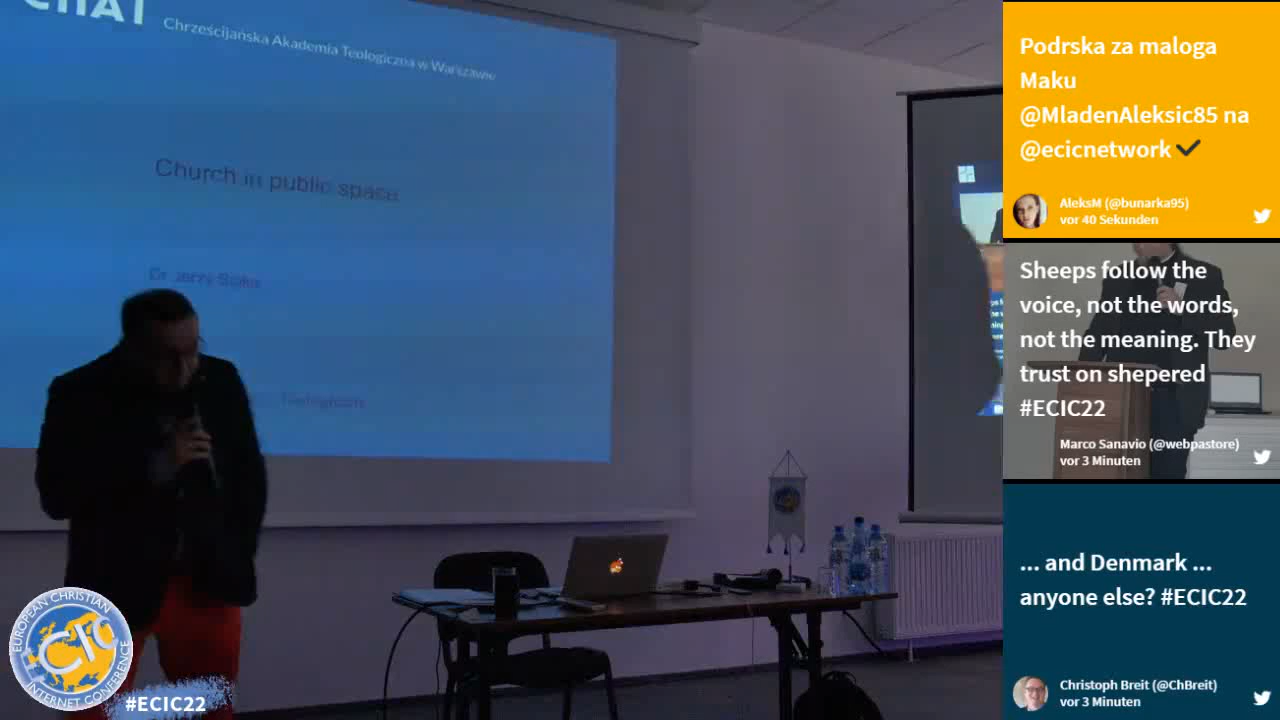 ChAT
Chrześcijańska Akademia Teologiczna w Warszawie
Church in public space
Podrska za maloga
Maku
@MladenAleksic85 na
@ecicnetwork ✔
AleksM (@bunarka95)
vor 40 Sekunden
Sheeps follow the
voice, not the words,
not the meaning. They
trust on shepered
#ECIC22
Marco Sanavio (@webpastore)
vor 3 Minuten
... and Denmark ...
anyone else? #ECIC22
Christoph Breit (@ChBreit)
vor 3 Minuten
EUROPEAN CHRISTIAN
CIC
INTERNET CONFERENCE
#ECIC22